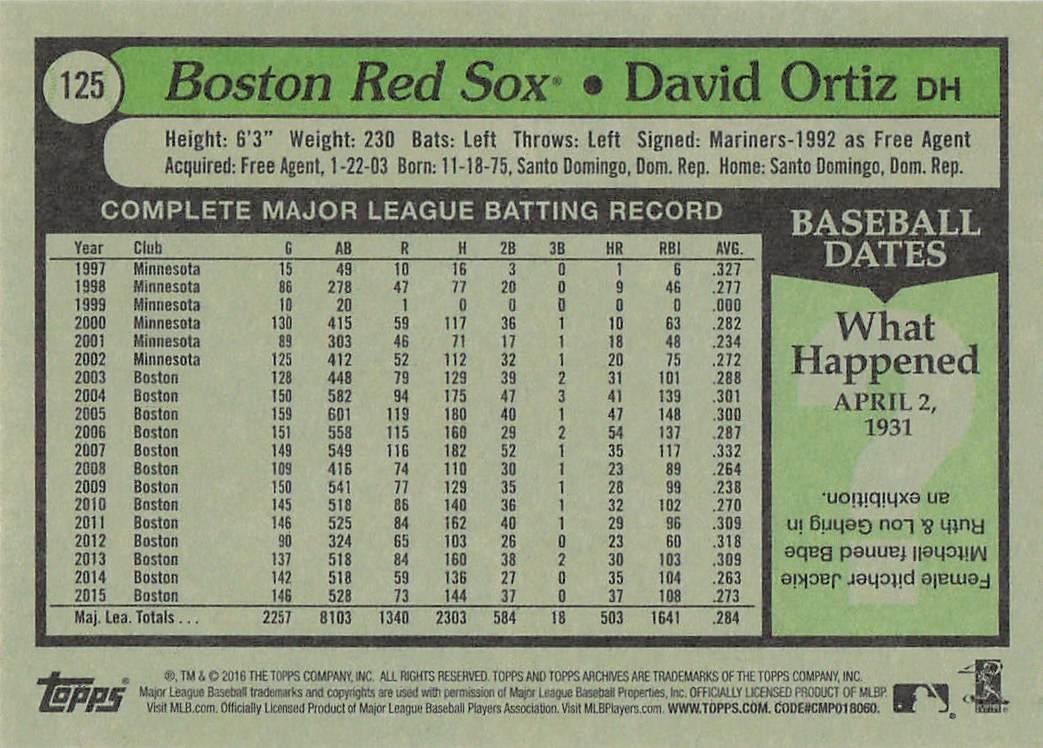 125
Boston Red Sox® • David Ortiz DH
Height: 6'3" Weight: 230 Bats: Left Throws: Left Signed: Mariners-1992 as Free Agent
Acquired: Free Agent, 1-22-03 Born: 11-18-75, Santo Domingo, Dom. Rep. Home: Santo Domingo, Dom. Rep.
COMPLETE MAJOR LEAGUE BATTING RECORD
Year Club G AB R H 2B 3B HR RBI AVG.
1997 Minnesota 15 49 10 16 3 0 1 6 .327
1998 Minnesota 86 278 47 77 20 0 9 46 .277
1999 Minnesota 10 20 1 0 0 0 0 0 .000
2000 Minnesota 130 415 59 117 36 1 10 63 .282
2001 Minnesota 89 303 46 71 17 1 18 48 .234
2002 Minnesota 125 412 52 112 32 1 20 75 .272
2003 Boston 128 448 79 129 39 2 31 101 .288
2004 Boston 150 582 94 175 47 3 41 139 .301
2005 Boston 159 601 119 180 40 1 47 148 .300
2006 Boston 151 558 115 160 29 2 54 137 .287
2007 Boston 149 549 116 182 52 1 35 117 .332
2008 Boston 109 416 74 110 30 1 23 89 .264
2009 Boston 150 541 77 129 35 1 28 99 .238
2010 Boston 145 518 86 140 36 1 32 102 .270
2011 Boston 146 525 84 162 40 1 29 96 .309
2012 Boston 90 324 65 103 26 0 23 60 .318
2013 Boston 137 518 84 160 38 2 30 103 .309
2014 Boston 142 518 59 136 27 0 35 104 .263
2015 Boston 146 528 73 144 37 0 37 108 .273
Maj. Lea. Totals . . . 2257 8103 1340 2303 584 18 503 1641 .284
BASEBALL
DATES
What
Happened
APRIL 2,
1931
Female pitcher Jackie
Mitchell fanned Babe
Ruth & Lou Gehrig in
an exhibition.
topps®
®, TM & © 2016 THE TOPPS COMPANY, INC. ALL RIGHTS RESERVED. TOPPS AND TOPPS ARCHIVES ARE TRADEMARKS OF THE TOPPS COMPANY, INC.
Major League Baseball trademarks and copyrights are used with permission of Major League Baseball Properties, Inc. OFFICIALLY LICENSED PRODUCT OF MLBP.
Visit MLB.com. Officially Licensed Product of Major League Baseball Players Association. Visit MLBPlayers.com. WWW.TOPPS.COM. CODE#CMP018060.